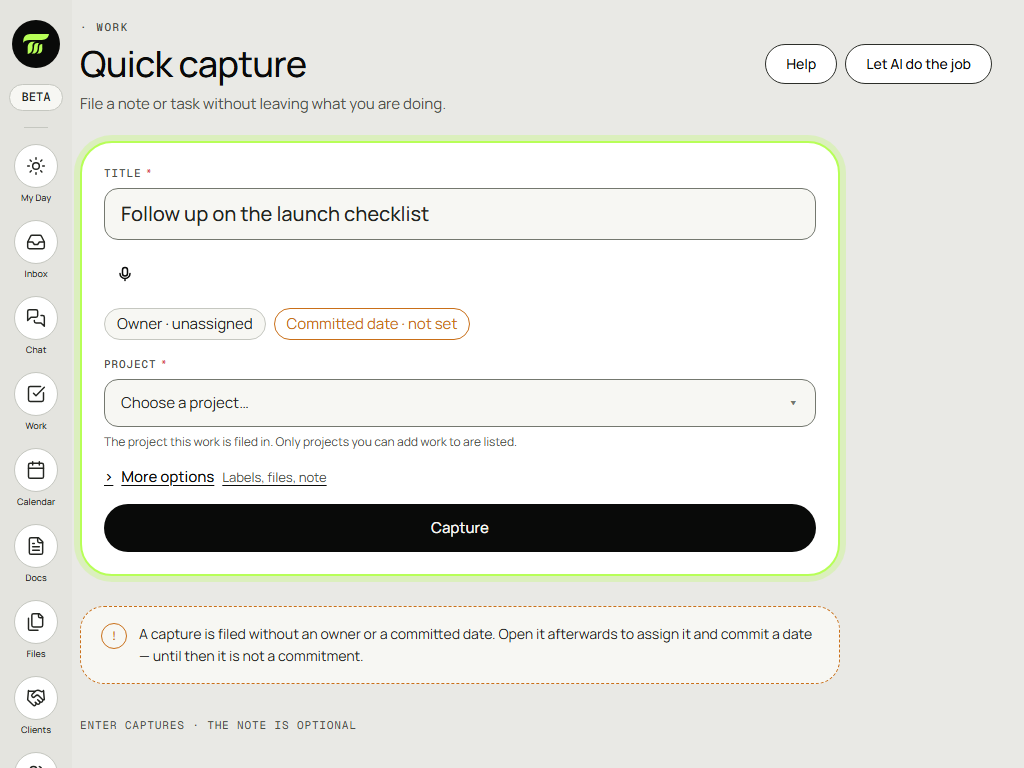 · WORK
Quick capture
File a note or task without leaving what you are doing.
Help
Let AI do the job
BETA
My Day
Inbox
Chat
Work
Calendar
Docs
Files
Clients
TITLE *
Follow up on the launch checklist
Owner · unassigned
Committed date · not set
PROJECT *
Choose a project…
The project this work is filed in. Only projects you can add work to are listed.
> More options Labels, files, note
Capture
! A capture is filed without an owner or a committed date. Open it afterwards to assign it and commit a date
— until then it is not a commitment.
ENTER CAPTURES · THE NOTE IS OPTIONAL